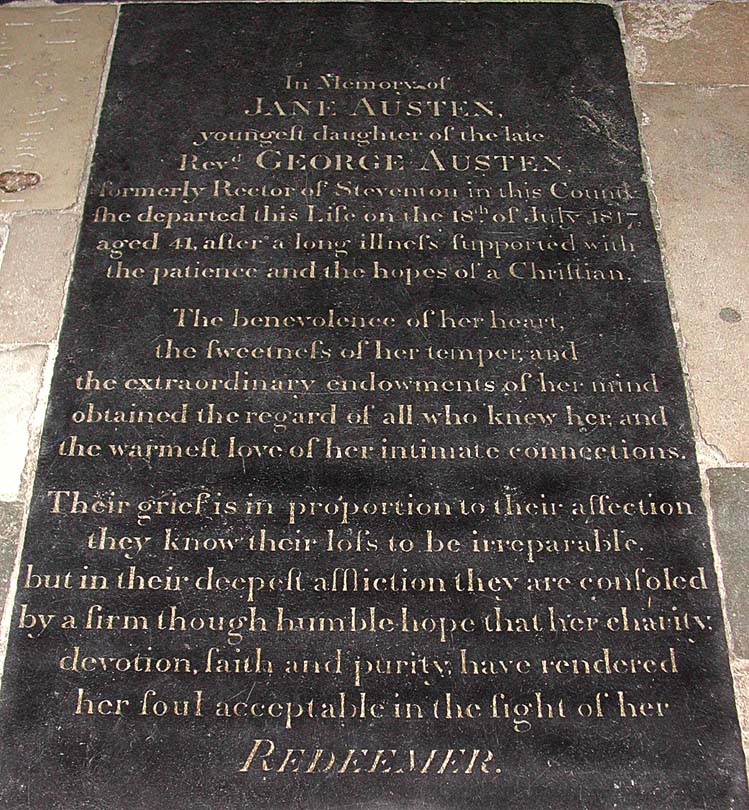 In Memory of
JANE AUSTEN,
youngeſt daughter of the late
Revᵈ GEORGE AUSTEN,
formerly Rector of Steventon in this County
ſhe departed this Life on the 18ᵗʰ of July 1817,
aged 41, after a long illneſs ſupported with
the patience and the hopes of a Chriſtian.
The benevolence of her heart,
the ſweetneſs of her temper, and
the extraordinary endowments of her mind
obtained the regard of all who knew her, and
the warmeſt love of her intimate connections.
Their grief is in proportion to their affection
they know their loſs to be irreparable,
but in their deepeſt affliction they are conſoled
by a firm though humble hope that her charity,
devotion, faith and purity, have rendered
her ſoul acceptable in the ſight of her
REDEEMER.